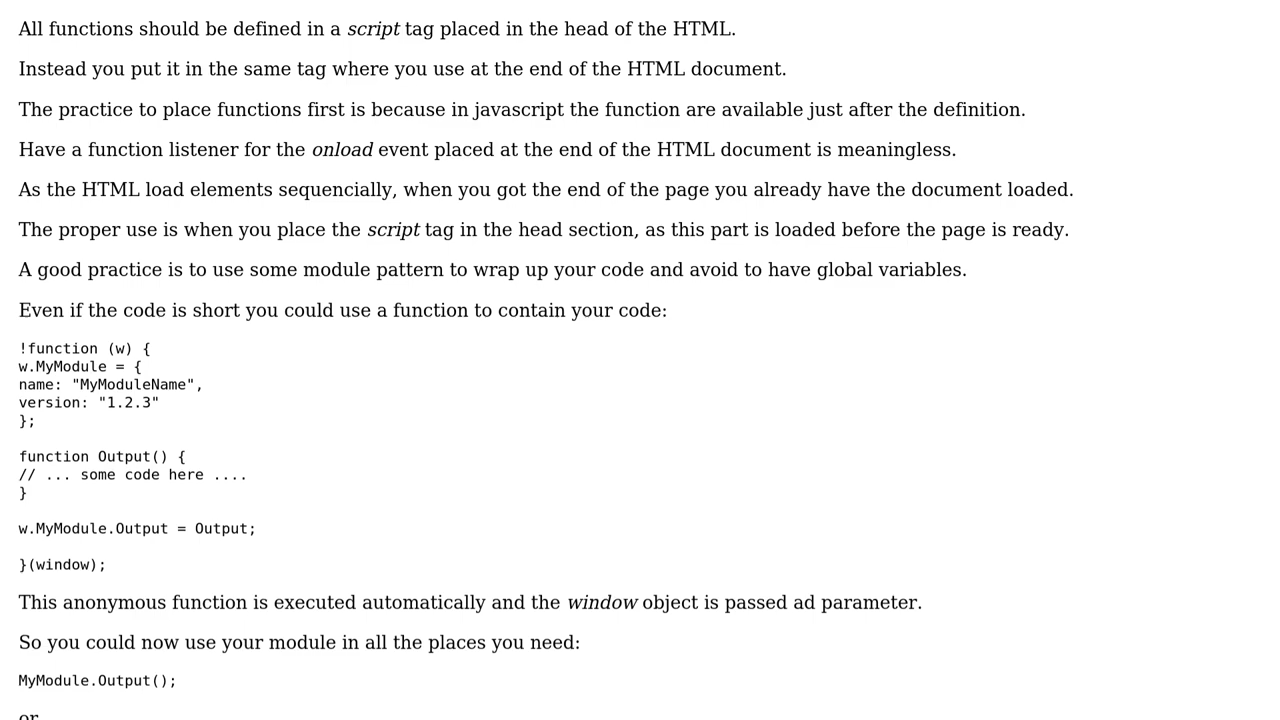 All functions should be defined in a script tag placed in the head of the HTML.
Instead you put it in the same tag where you use at the end of the HTML document.
The practice to place functions first is because in javascript the function are available just after the definition.
Have a function listener for the onload event placed at the end of the HTML document is meaningless.
As the HTML load elements sequencially, when you got the end of the page you already have the document loaded.
The proper use is when you place the script tag in the head section, as this part is loaded before the page is ready.
A good practice is to use some module pattern to wrap up your code and avoid to have global variables.
Even if the code is short you could use a function to contain your code:
!function (w) {
w.MyModule = {
name: "MyModuleName",
version: "1.2.3"
};
function Output() {
// ... some code here ....
}
w.MyModule.Output = Output;
}(window);
This anonymous function is executed automatically and the window object is passed ad parameter.
So you could now use your module in all the places you need:
MyModule.Output();
or